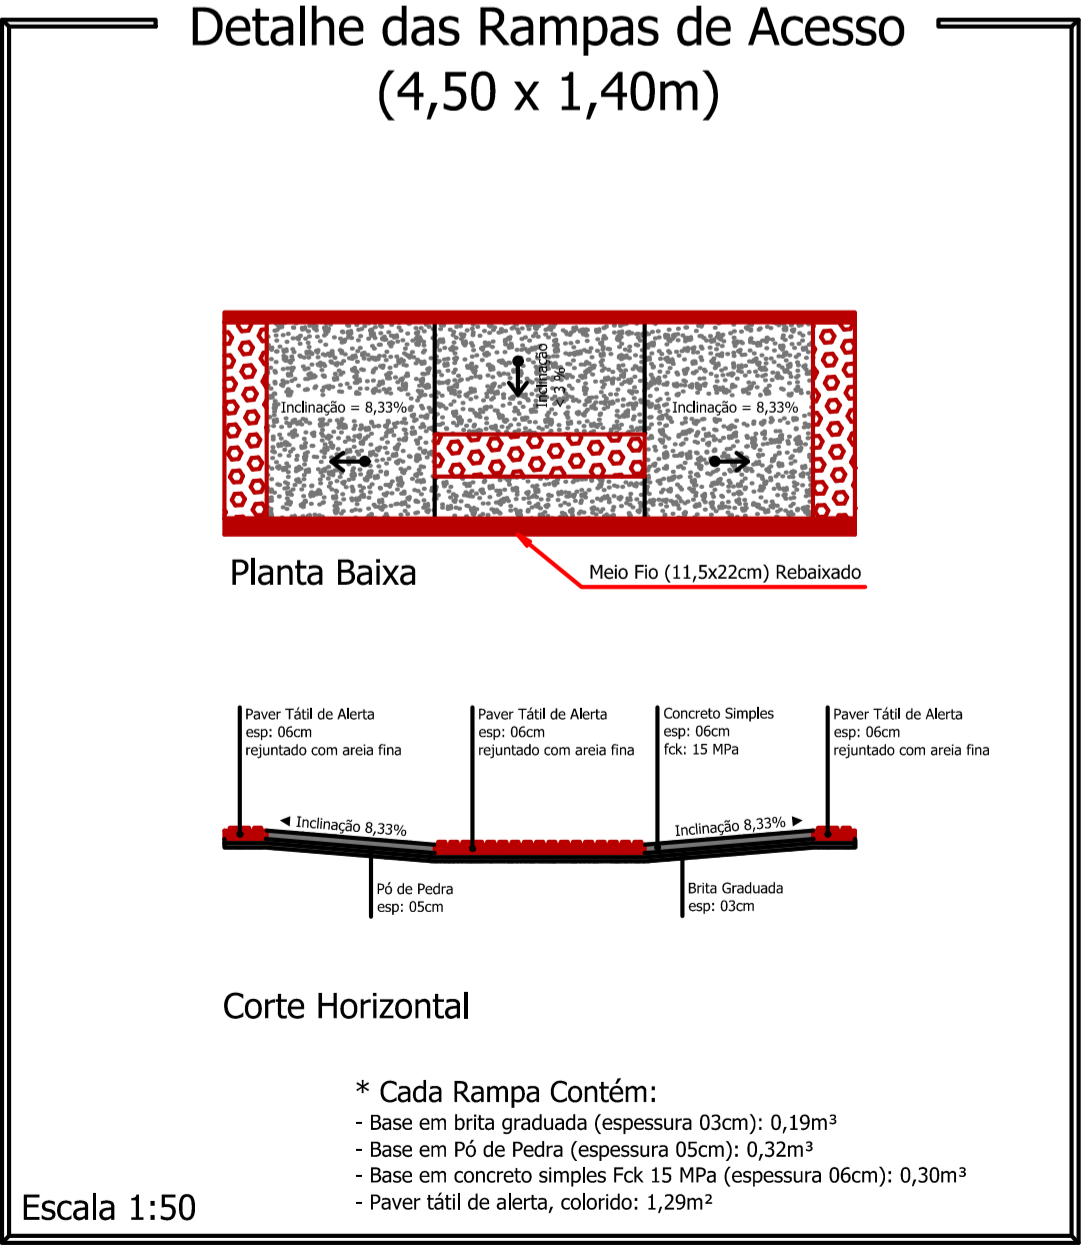 Detalhe das Rampas de Acesso
(4,50 x 1,40m)
Inclinação
< 3 %
Inclinação = 8,33%
Inclinação = 8,33%
Planta Baixa
Meio Fio (11,5x22cm) Rebaixado
Paver Tátil de Alerta
esp: 06cm
rejuntado com areia fina
Paver Tátil de Alerta
esp: 06cm
rejuntado com areia fina
Concreto Simples
esp: 06cm
fck: 15 MPa
Paver Tátil de Alerta
esp: 06cm
rejuntado com areia fina
◄ Inclinação 8,33%
Inclinação 8,33% ►
Pó de Pedra
esp: 05cm
Brita Graduada
esp: 03cm
Corte Horizontal
* Cada Rampa Contém:
- Base em brita graduada (espessura 03cm): 0,19m³
- Base em Pó de Pedra (espessura 05cm): 0,32m³
- Base em concreto simples Fck 15 MPa (espessura 06cm): 0,30m³
- Paver tátil de alerta, colorido: 1,29m²
Escala 1:50